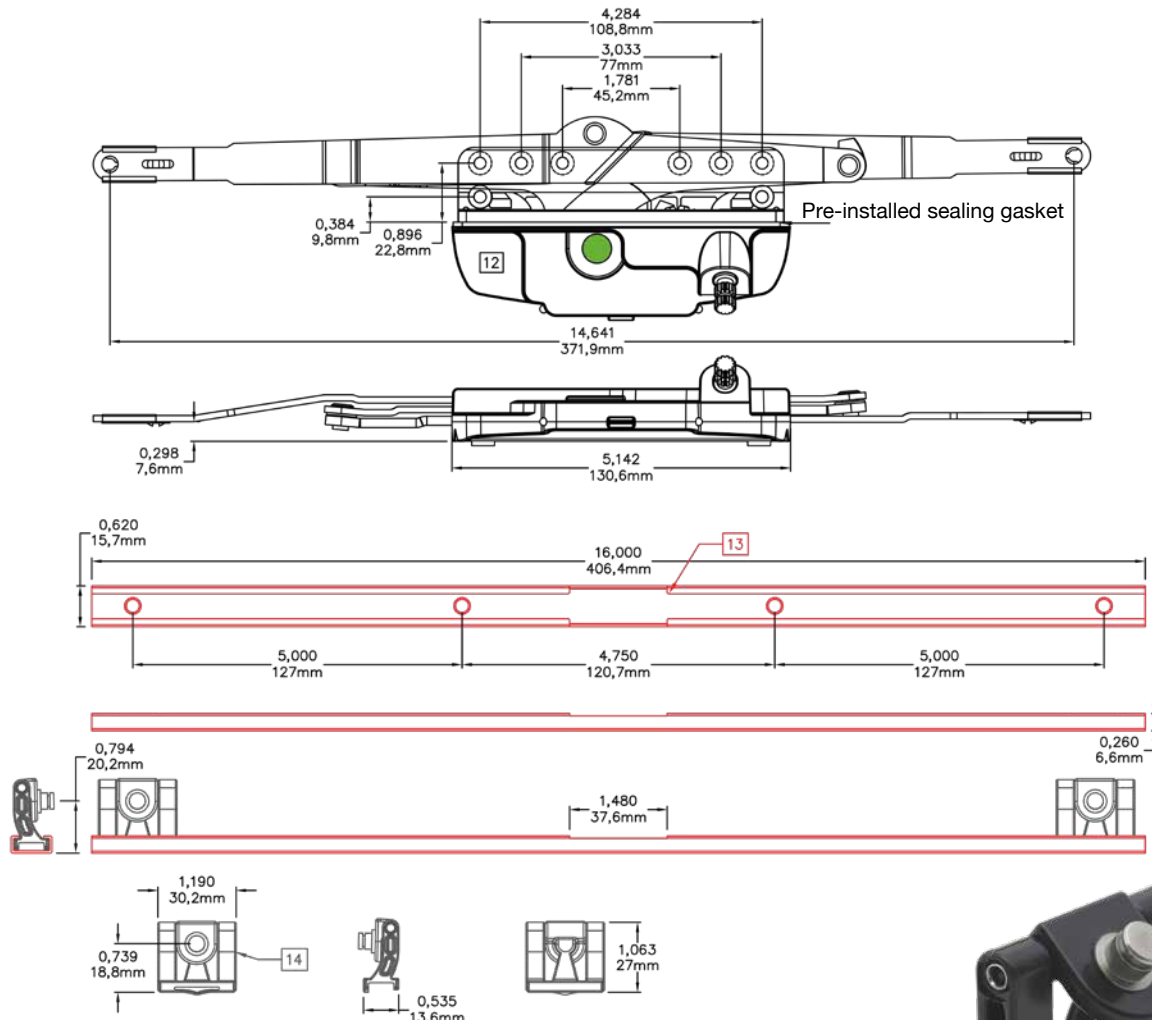 4,284
108,8mm
3,033
77mm
1,781
45,2mm
0,384
9,8mm
0,896
22,8mm
Pre-installed sealing gasket
12
14,641
371,9mm
0,298
7,6mm
5,142
130,6mm
0,620
15,7mm
16,000
406,4mm
13
5,000
127mm
4,750
120,7mm
5,000
127mm
0,794
20,2mm
0,260
6,6mm
1,480
37,6mm
1,190
30,2mm
0,739
18,8mm
14
1,063
27mm
0,535
13,6mm